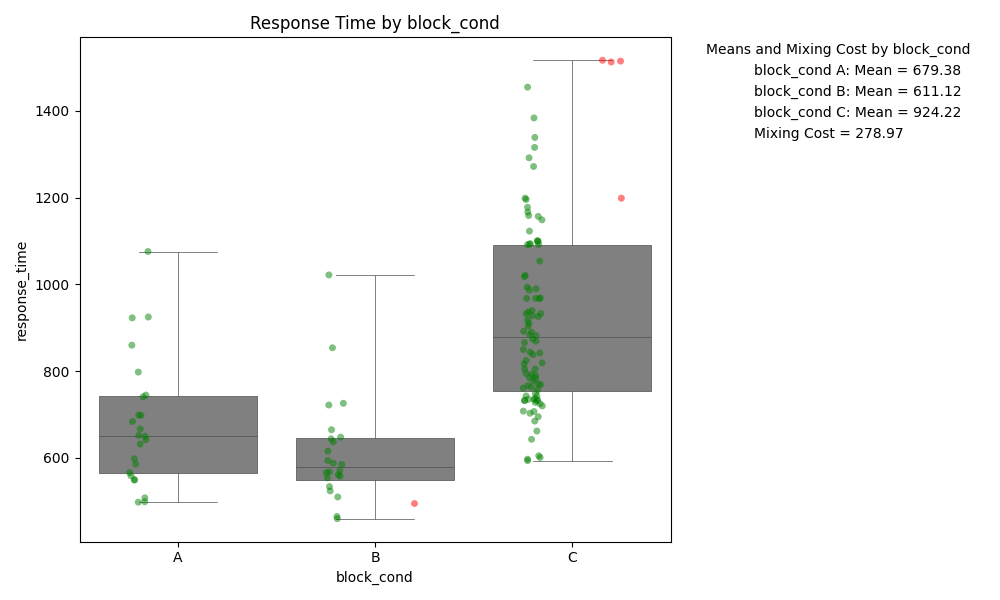 Response Time by block_cond
Means and Mixing Cost by block_cond
block_cond A: Mean = 679.38
block_cond B: Mean = 611.12
block_cond C: Mean = 924.22
Mixing Cost = 278.97
response_time
1400
1200
1000
800
600
A
B
C
block_cond